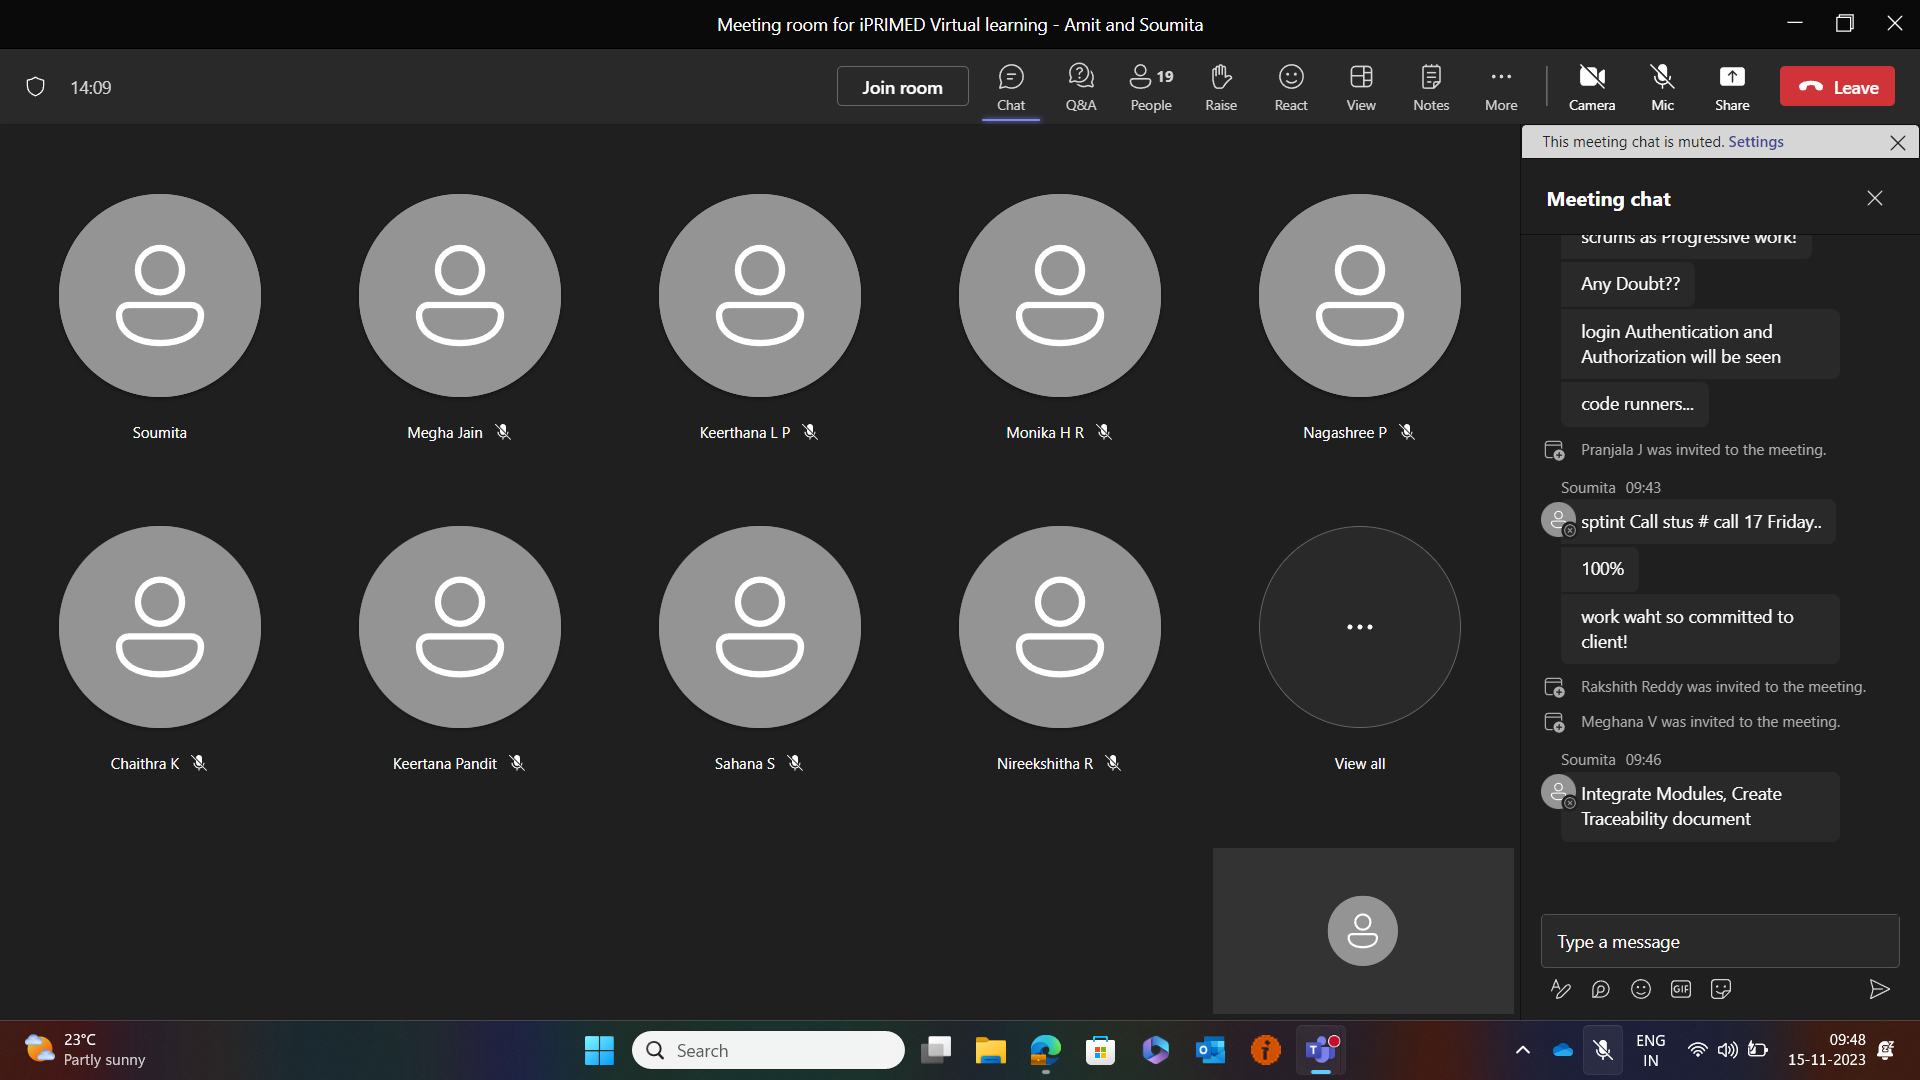 Meeting room for iPRIMED Virtual learning - Amit and Soumita
14:09
Join room
Chat
Q&A
19
People
Raise
React
View
Notes
More
Camera
Mic
Share
Leave
Soumita
Megha Jain
Keerthana L P
Monika H R
Nagashree P
Chaithra K
Keertana Pandit
Sahana S
Nireekshitha R
View all
This meeting chat is muted. Settings
Meeting chat
scrums as Progressive work!
Any Doubt??
login Authentication and
Authorization will be seen
code runners...
Pranjala J was invited to the meeting.
Soumita 09:43
sptint Call stus # call 17 Friday..
100%
work waht so committed to
client!
Rakshith Reddy was invited to the meeting.
Meghana V was invited to the meeting.
Soumita 09:46
Integrate Modules, Create
Traceability document
Type a message
GIF
23°C
Partly sunny
Search
ENG
IN
09:48
15-11-2023